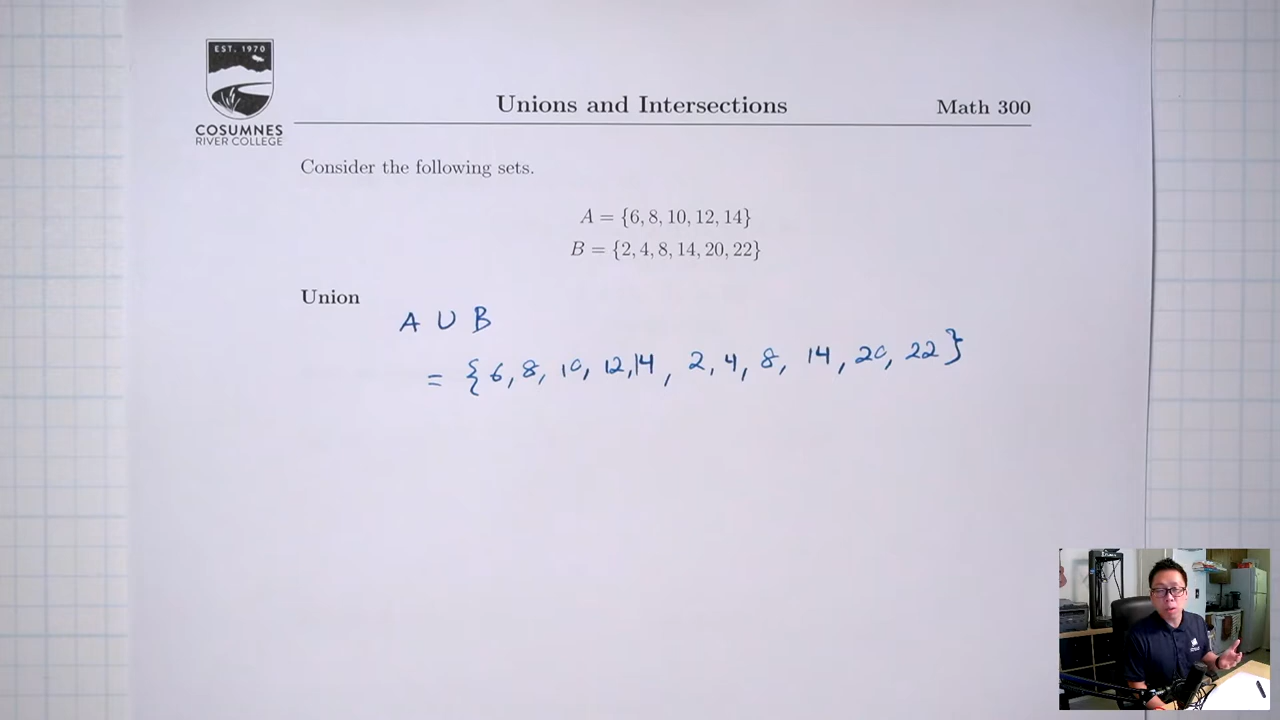 EST. 1970
COSUMNES
RIVER COLLEGE
Unions and Intersections
Math 300
Consider the following sets.
A = {6, 8, 10, 12, 14}
B = {2, 4, 8, 14, 20, 22}
Union
A ∪ B
= {6, 8, 10, 12, 14, 2, 4, 8, 14, 20, 22}